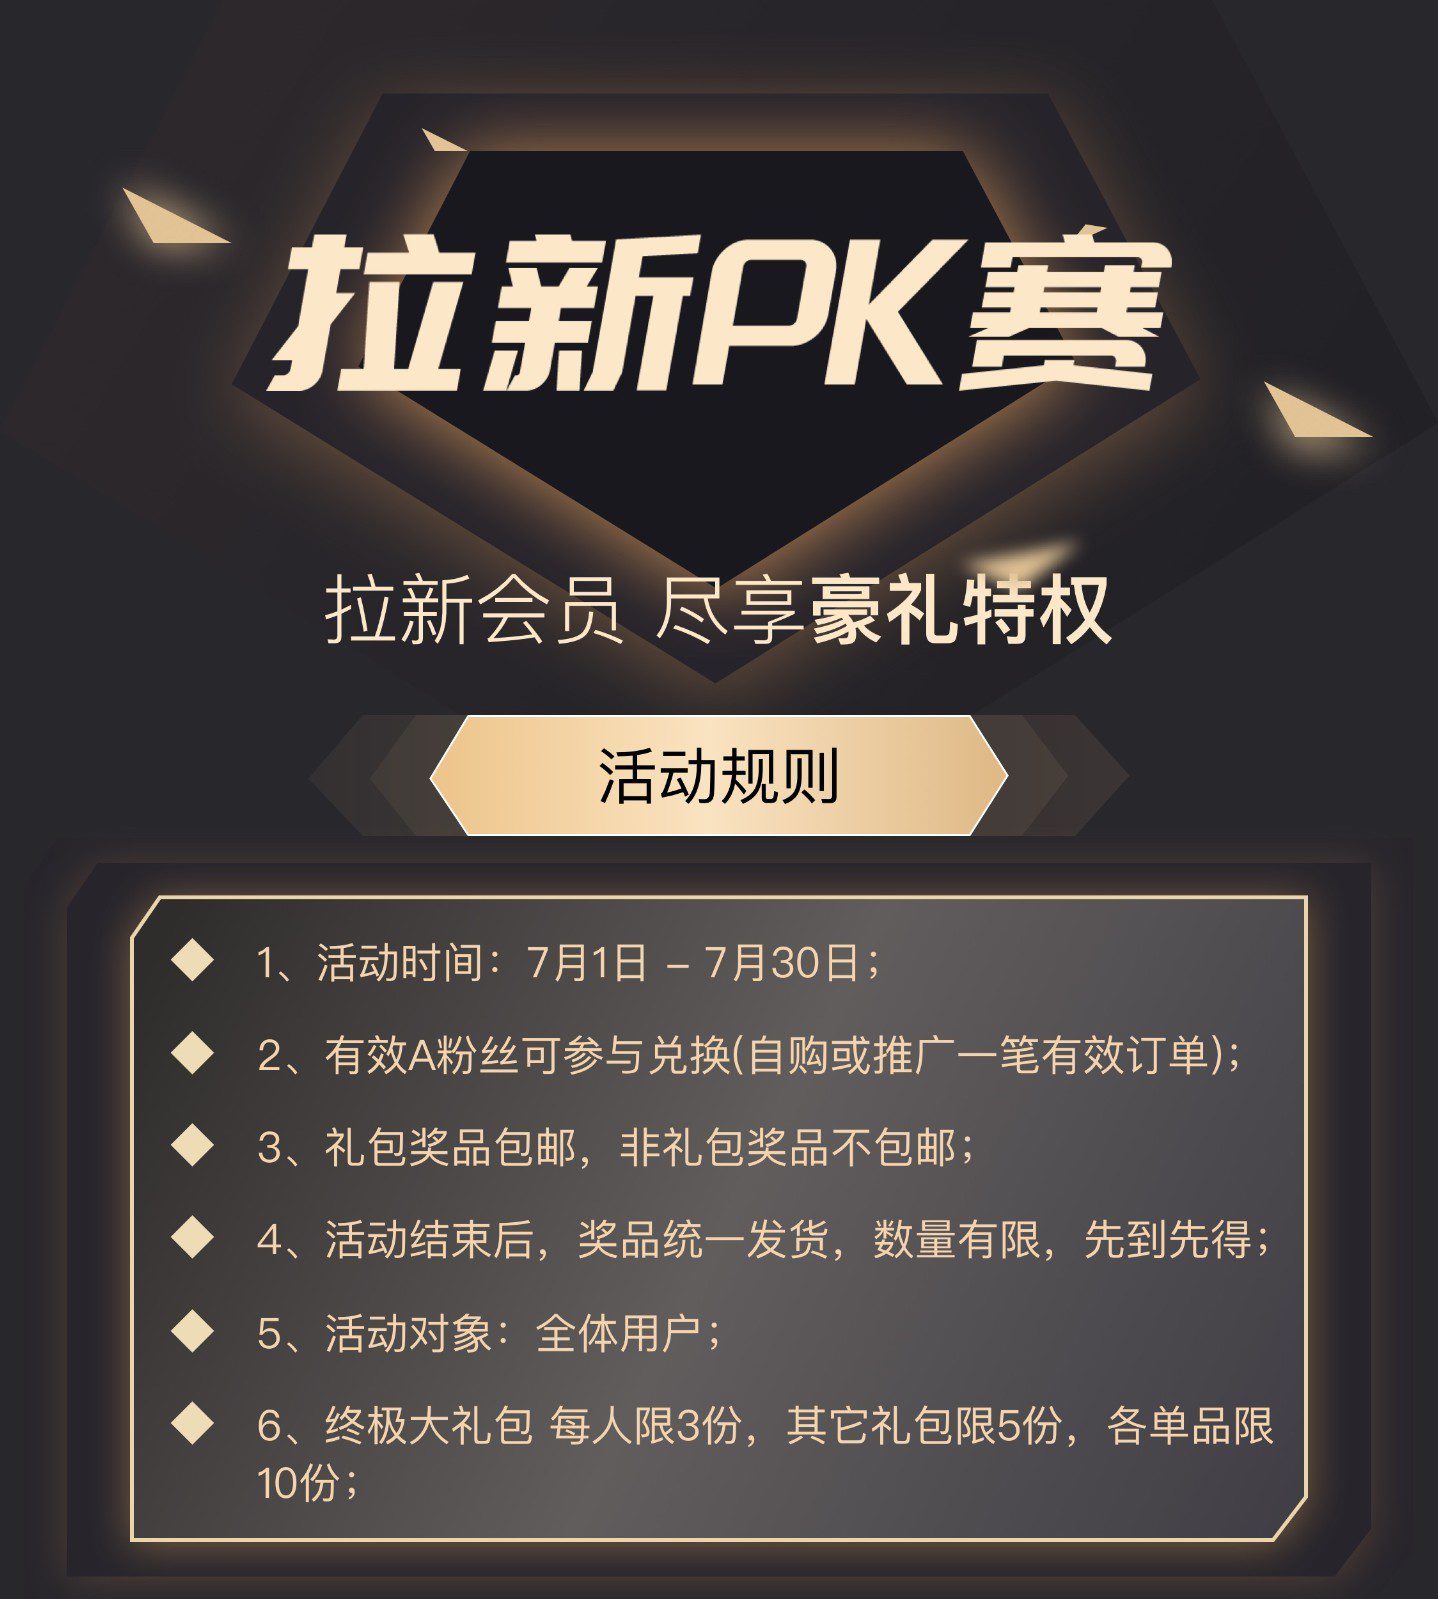 拉新PK赛
拉新会员 尽享豪礼特权
活动规则
1、活动时间：7月1日 – 7月30日；
2、有效A粉丝可参与兑换(自购或推广一笔有效订单)；
3、礼包奖品包邮，非礼包奖品不包邮；
4、活动结束后，奖品统一发货，数量有限，先到先得；
5、活动对象：全体用户；
6、终极大礼包 每人限3份，其它礼包限5份，各单品限
10份；